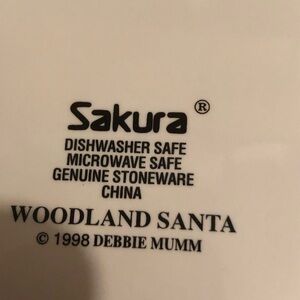 Sakura ®
DISHWASHER SAFE
MICROWAVE SAFE
GENUINE STONEWARE
CHINA
WOODLAND SANTA
© 1998 DEBBIE MUMM